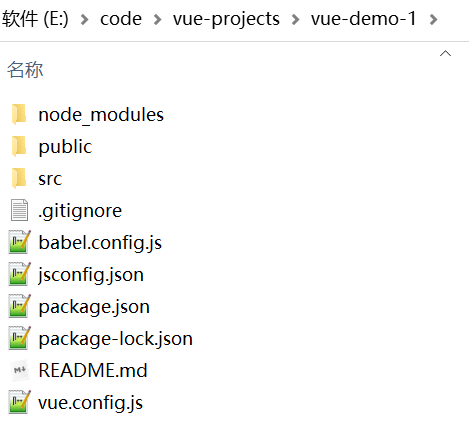 软件 (E:) > code > vue-projects > vue-demo-1 >
名称
node_modules
public
src
.gitignore
babel.config.js
jsconfig.json
package.json
package-lock.json
README.md
vue.config.js